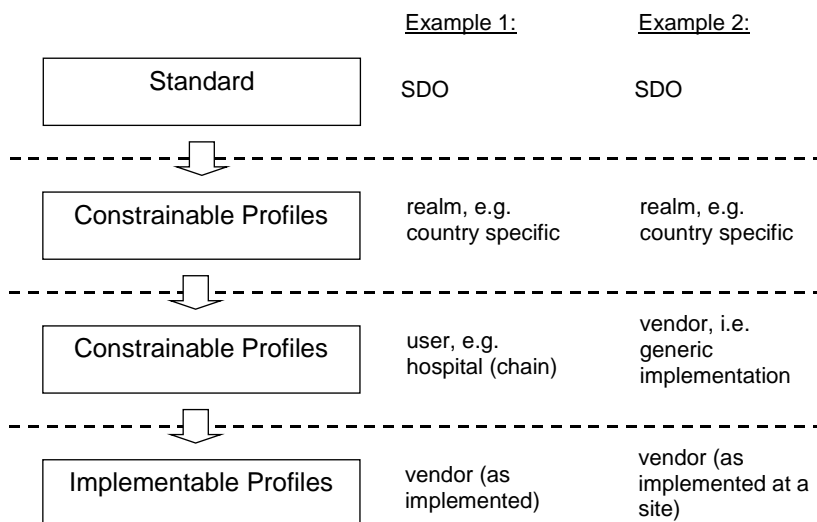 Example 1:
Example 2:
Standard
SDO
SDO
Constrainable Profiles
realm, e.g.
country specific
realm, e.g.
country specific
Constrainable Profiles
user, e.g.
hospital (chain)
vendor, i.e.
generic
implementation
Implementable Profiles
vendor (as
implemented)
vendor (as
implemented at a
site)